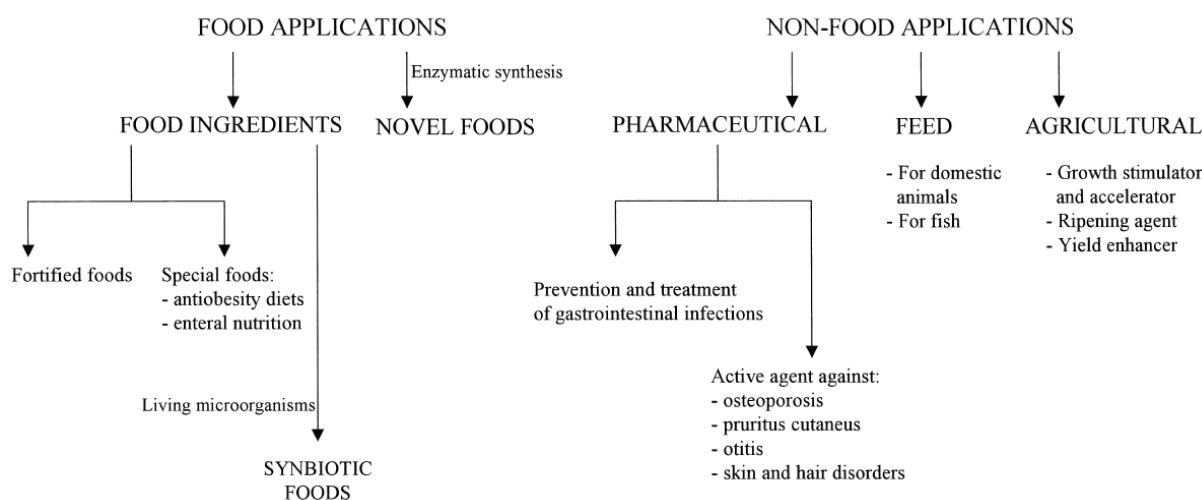 FOOD APPLICATIONS
Enzymatic synthesis
FOOD INGREDIENTS
NOVEL FOODS
Fortified foods
Special foods:
- antiobesity diets
- enteral nutrition
Living microorganisms
SYNBIOTIC
FOODS
NON-FOOD APPLICATIONS
PHARMACEUTICAL
FEED
AGRICULTURAL
- For domestic
animals
- For fish
- Growth stimulator
and accelerator
- Ripening agent
- Yield enhancer
Prevention and treatment
of gastrointestinal infections
Active agent against:
- osteoporosis
- pruritus cutaneus
- otitis
- skin and hair disorders